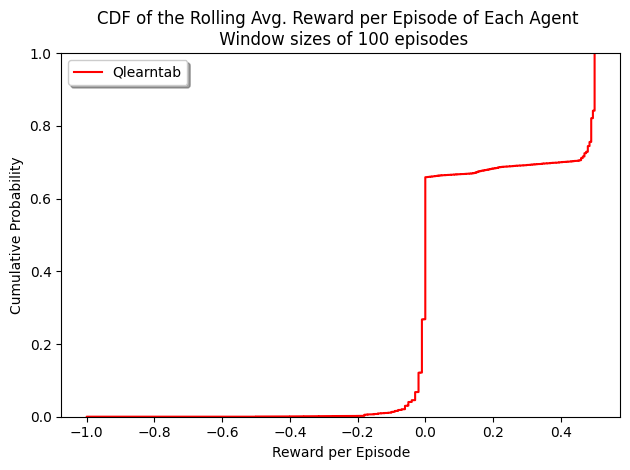 CDF of the Rolling Avg. Reward per Episode of Each Agent
Window sizes of 100 episodes
Qlearntab
Cumulative Probability
1.0
0.8
0.6
0.4
0.2
0.0
−1.0 −0.8 −0.6 −0.4 −0.2 0.0 0.2 0.4
Reward per Episode